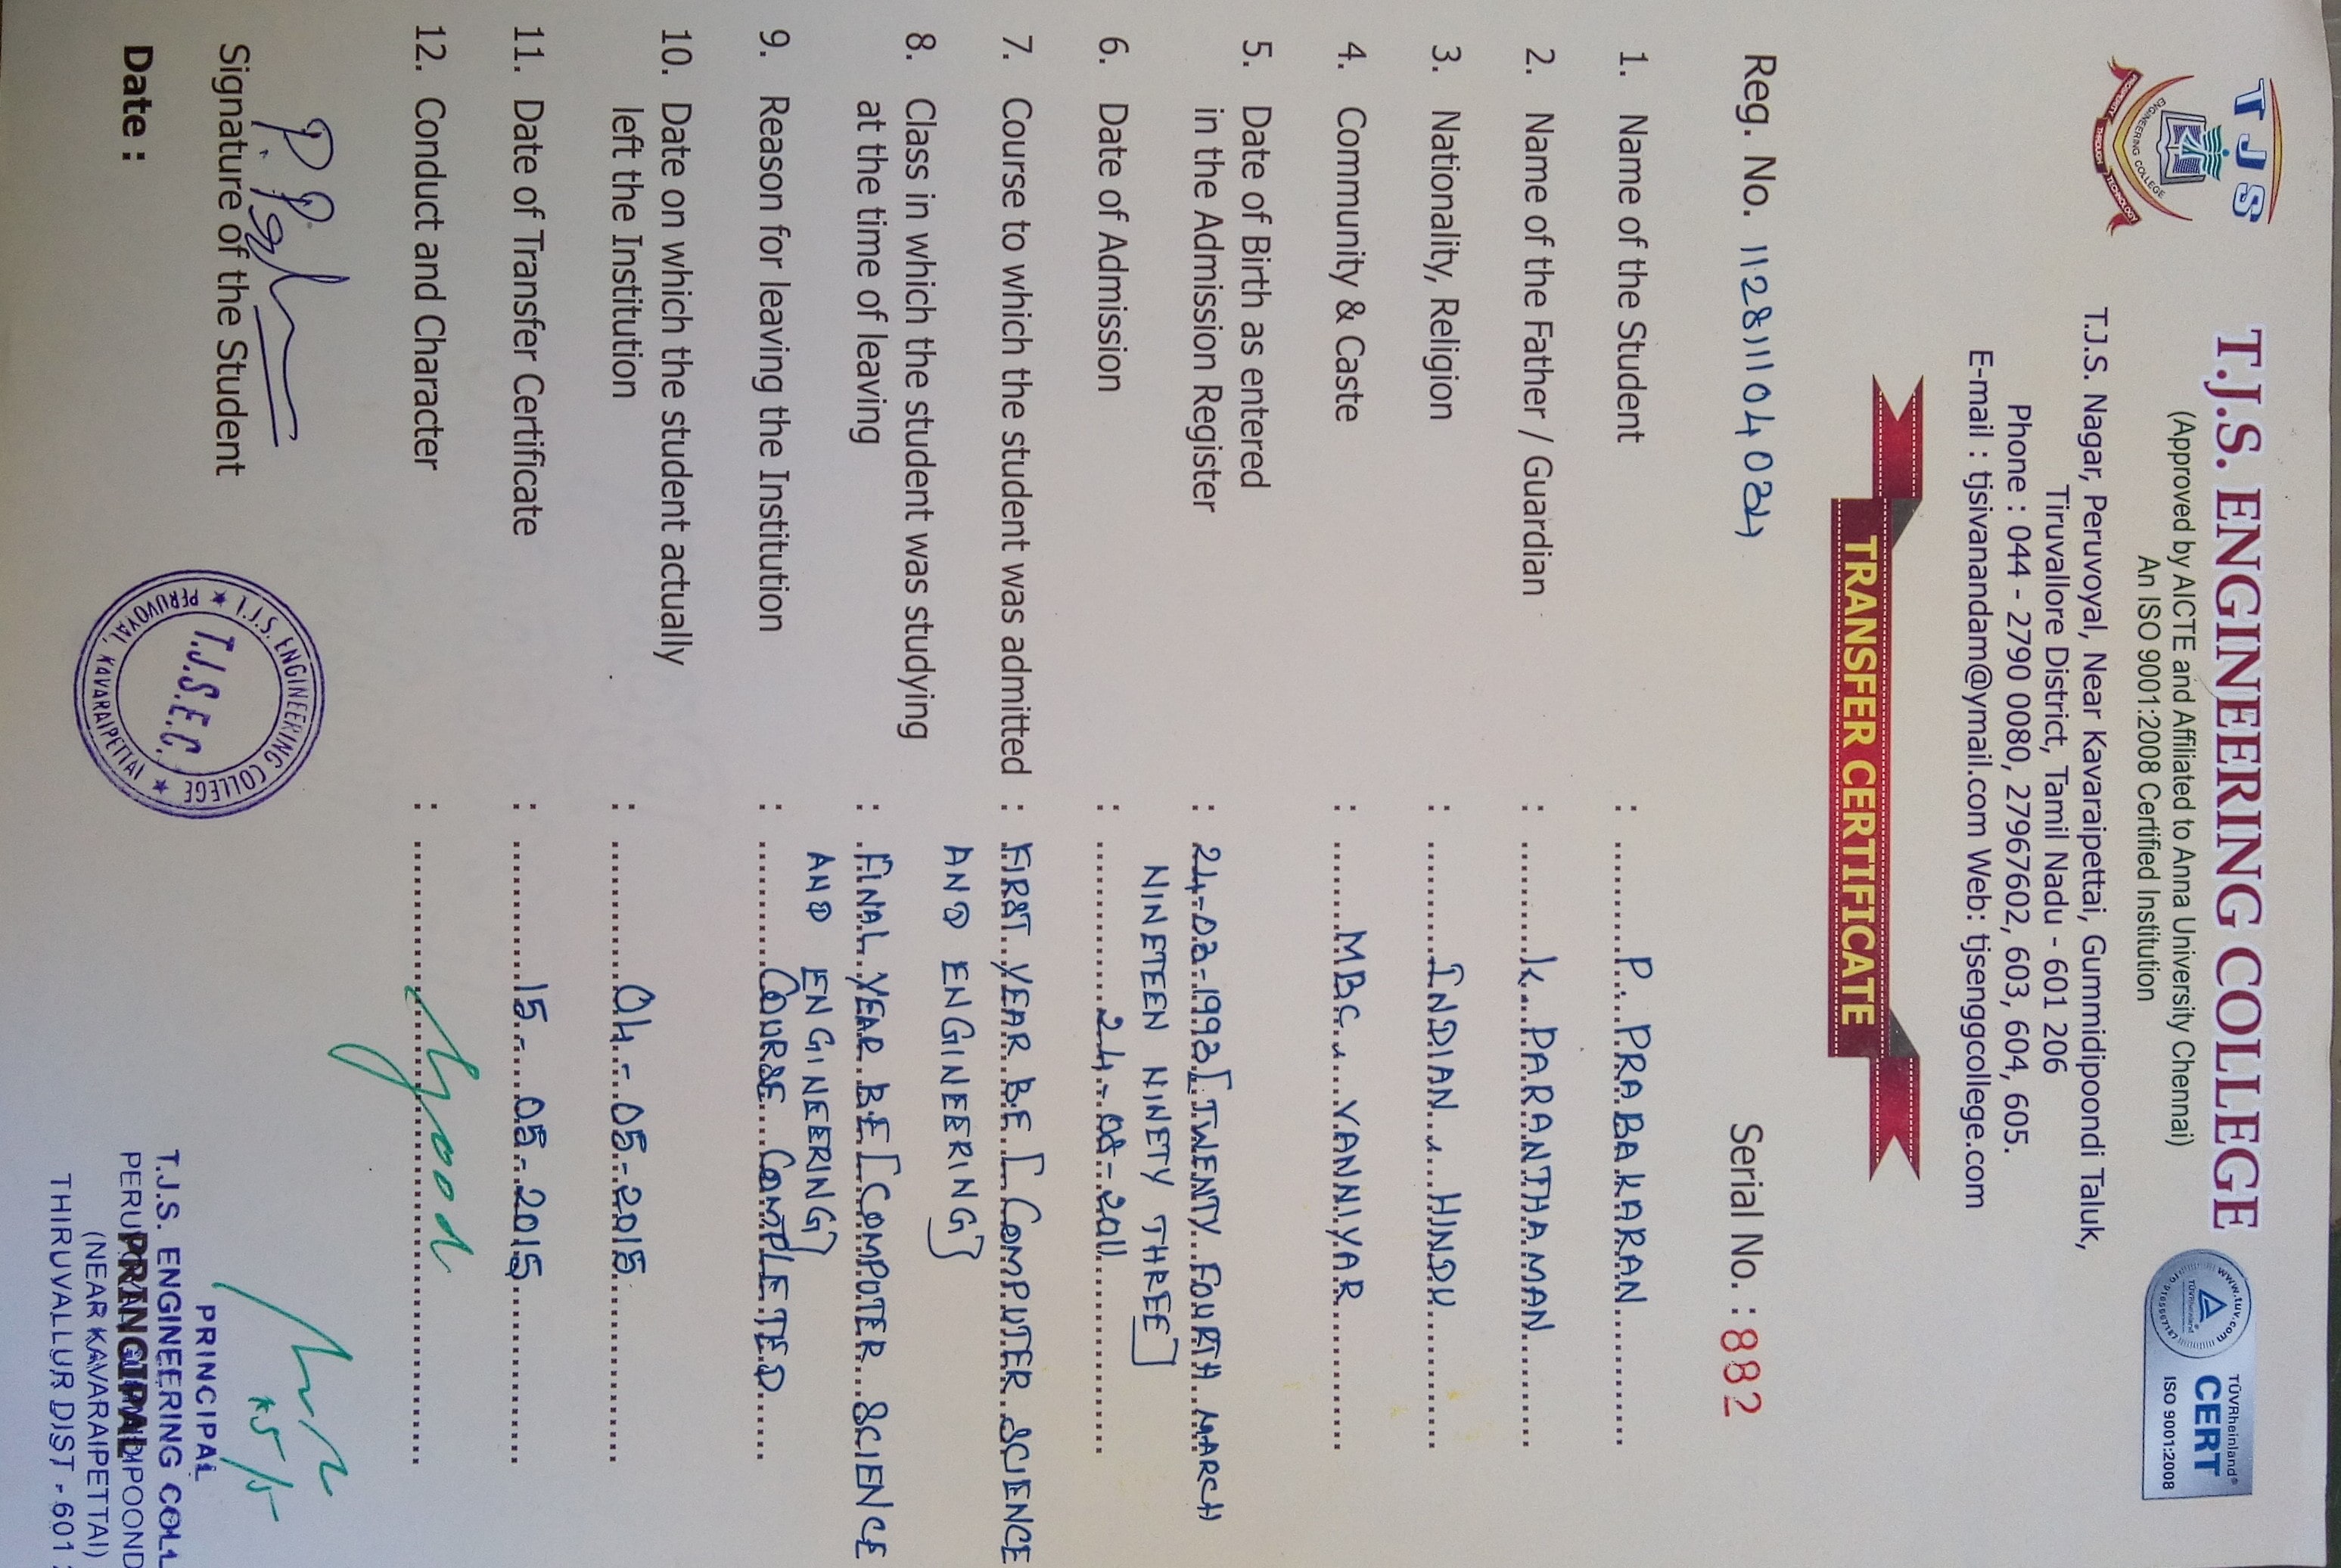 TJS
ENGINEERING COLLEGE
PROSPERITY THROUGH TECHNOLOGY
T.J.S. ENGINEERING COLLEGE
(Approved by AICTE and Affiliated to Anna University Chennai)
An ISO 9001:2008 Certified Institution
T.J.S. Nagar, Peruvoyal, Near Kavaraipettai, Gummidipoondi Taluk,
Tiruvallore District, Tamil Nadu - 601 206
Phone : 044 - 2790 0080, 27967602, 603, 604, 605.
E-mail : tjsivanandam@ymail.com Web: tjsenggcollege.com
www.tuv.com
TÜVRheinland®
CERT
ISO 9001:2008
TRANSFER CERTIFICATE
Reg. No. 112811104024 Serial No. : 882
1. Name of the Student : P. PRABAKARAN
2. Name of the Father / Guardian : K. PARANTHAMAN
3. Nationality, Religion : INDIAN, HINDU
4. Community & Caste : MBC, VANNIYAR
5. Date of Birth as entered
in the Admission Register : 24-03-1993 [TWENTY FOURTH MARCH
NINETEEN NINETY THREE]
6. Date of Admission : 24-08-2011
7. Course to which the student was admitted : FIRST YEAR B.E [COMPUTER SCIENCE
AND ENGINEERING]
8. Class in which the student was studying
at the time of leaving : FINAL YEAR B.E [COMPUTER SCIENCE
AND ENGINEERING]
9. Reason for leaving the Institution : COURSE COMPLETED
10. Date on which the student actually
left the Institution : 04-05-2015
11. Date of Transfer Certificate : 15-05-2015
12. Conduct and Character : Good
Signature of the Student
Date :
T.J.S. ENGINEERING COLLEGE
T.J.S.E.C.
PERUVOYAL, KAVARAIPETTAI
15/5
PRINCIPAL
T.J.S. ENGINEERING COLL
PRINCIPAL
(NEAR KAVARAIPETTAI)
THIRUVALLUR DIST - 601